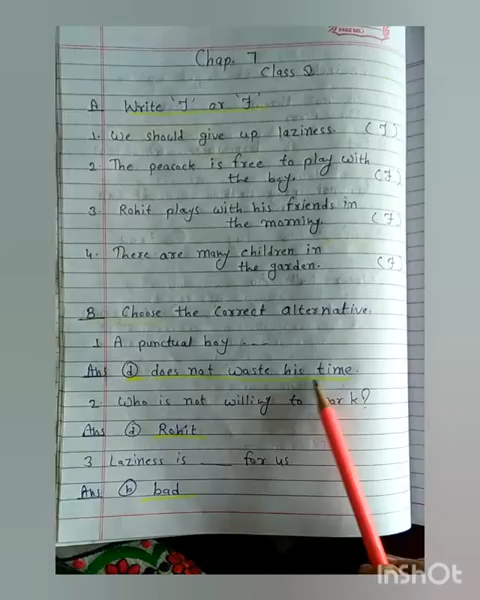 PAGE NO.:
Chap. 7
Class 2
A. Write 'T' or 'F'
1. We should give up laziness. (T)
2 The peacock is free to play with
the boy. (F)
3. Rohit plays with his friends in
the morning. (F)
4. There are many children in
the garden. (F)
B. Choose the correct alternative.
1. A punctual boy ----
Ans (d) does not waste his time.
2. Who is not willing to work?
Ans (d) Rohit
3 Laziness is ___ for us
Ans (b) bad
InShOt